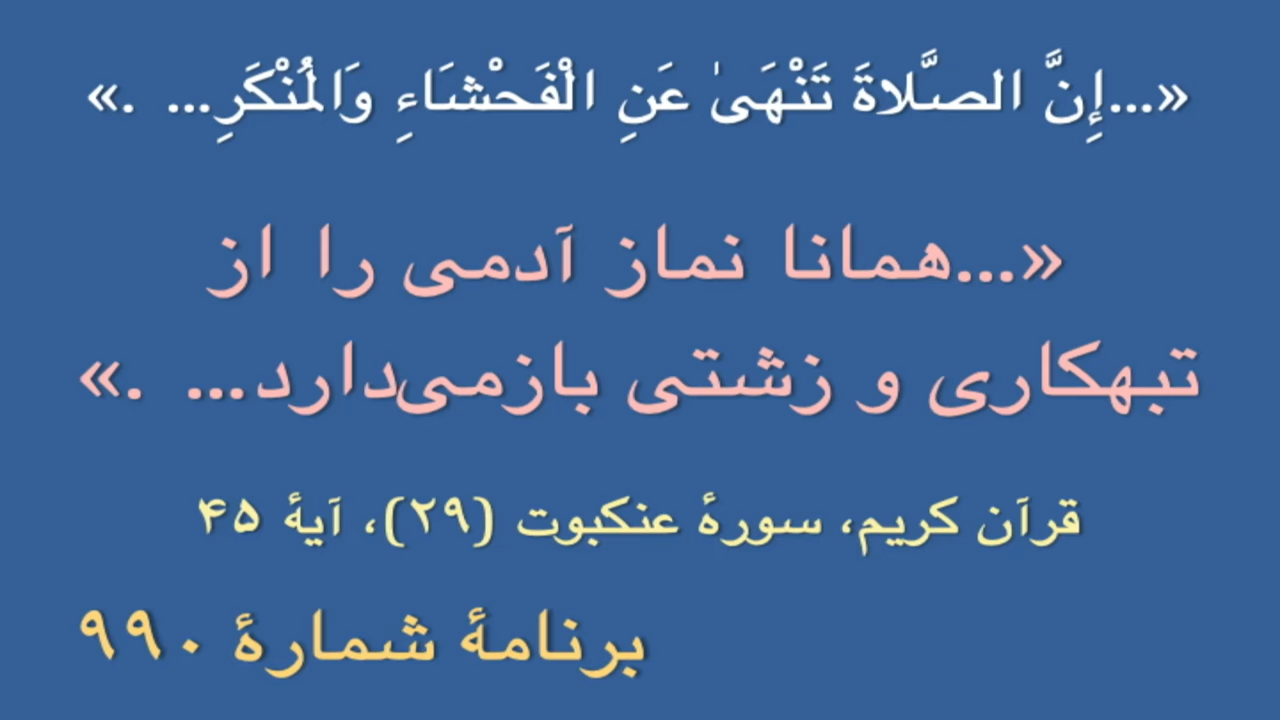 «...إِنَّ الصَّلاةَ تَنْهَىٰ عَنِ الْفَحْشَاءِ وَالْمُنْكَرِ... .»
«...همانا نماز آدمی را از
تبهکاری و زشتی بازمی‌دارد... .»
قرآن کریم، سورهٔ عنکبوت (۲۹)، آیهٔ ۴۵
برنامهٔ شمارهٔ ۹۹۰